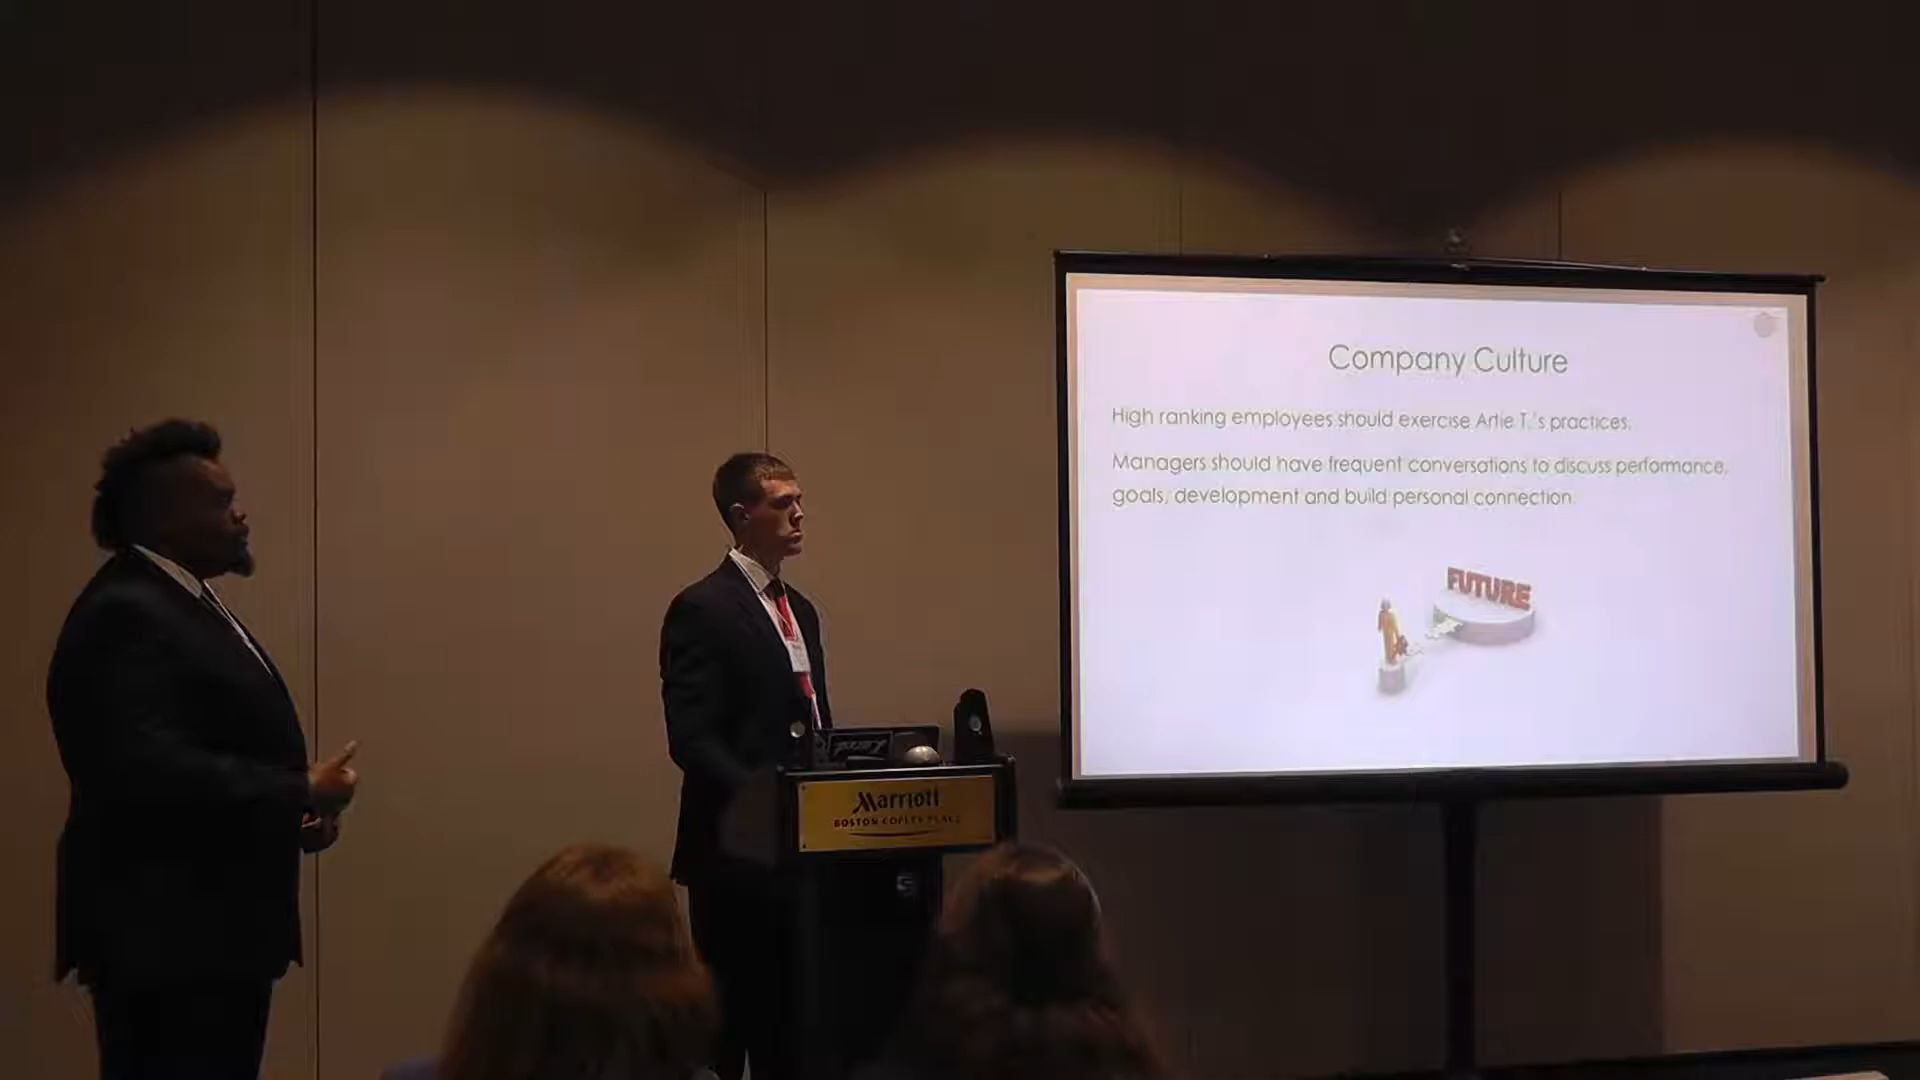 Company Culture
High ranking employees should exercise Artie T.'s practices.
Managers should have frequent conversations to discuss performance,
goals, development and build personal connection.
FUTURE
Marriott
BOSTON COPLEY PLACE